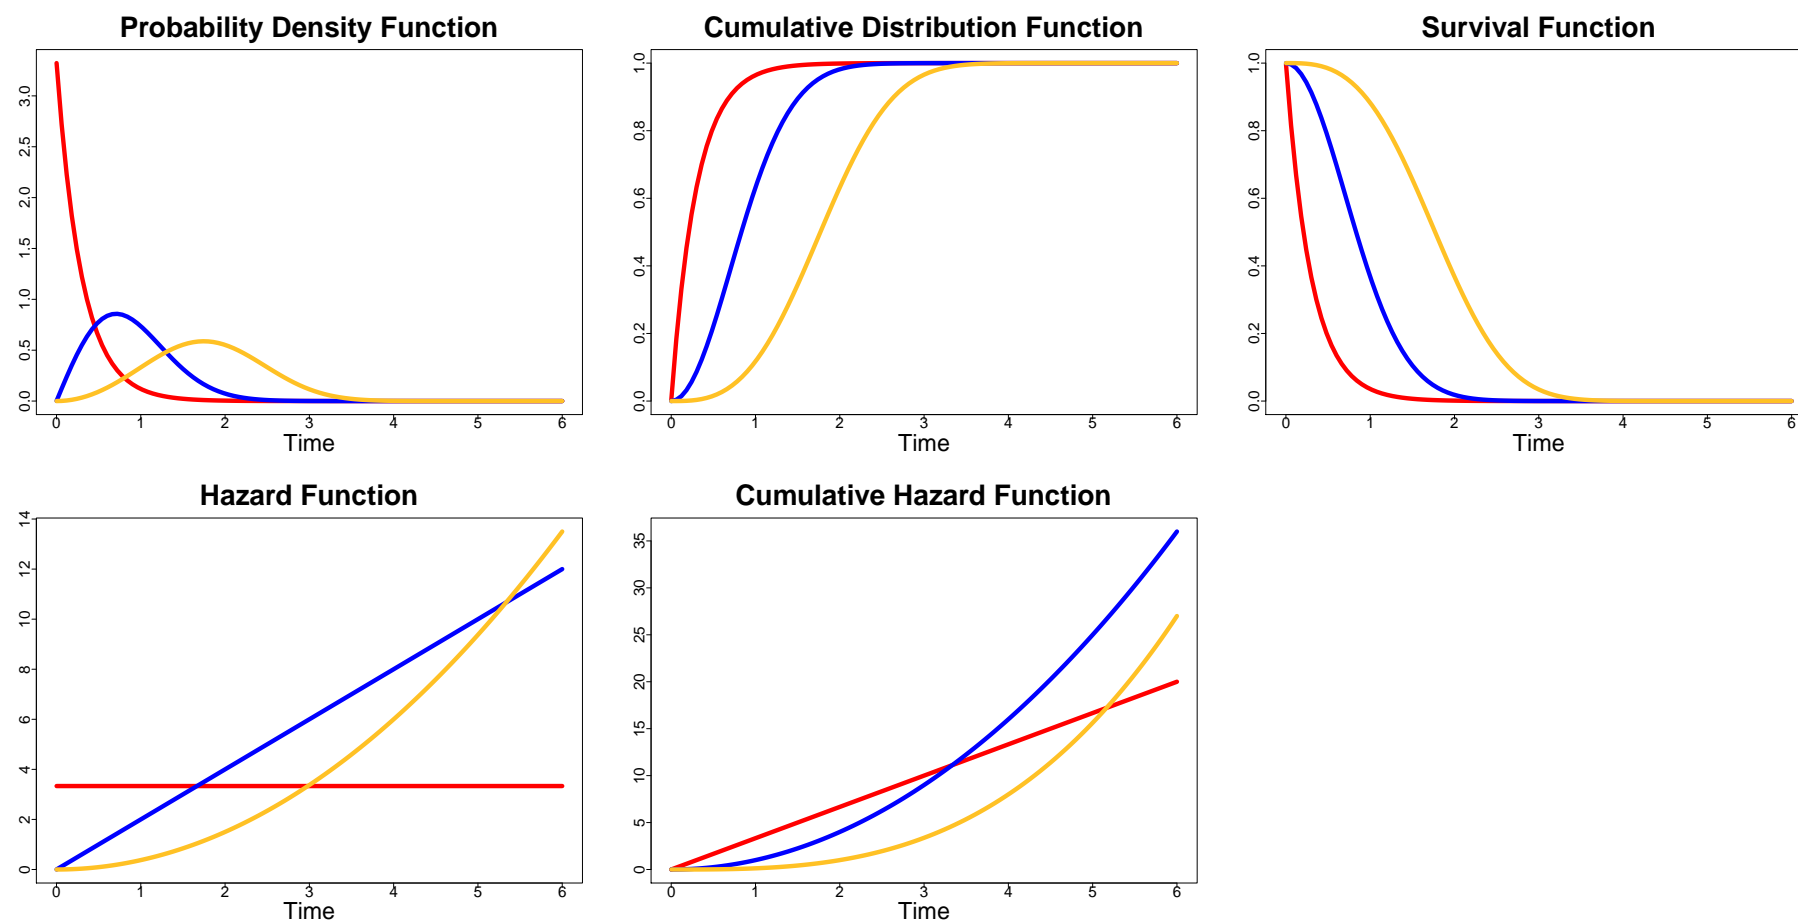 Probability Density Function
3.0
2.5
2.0
1.5
1.0
0.5
0.0
0 1 2 3 4 5 6
Time
Cumulative Distribution Function
1.0
0.8
0.6
0.4
0.2
0.0
0 1 2 3 4 5 6
Time
Survival Function
1.0
0.8
0.6
0.4
0.2
0.0
0 1 2 3 4 5 6
Time
Hazard Function
14
12
10
8
6
4
2
0
0 1 2 3 4 5 6
Time
Cumulative Hazard Function
35
30
25
20
15
10
5
0
0 1 2 3 4 5 6
Time